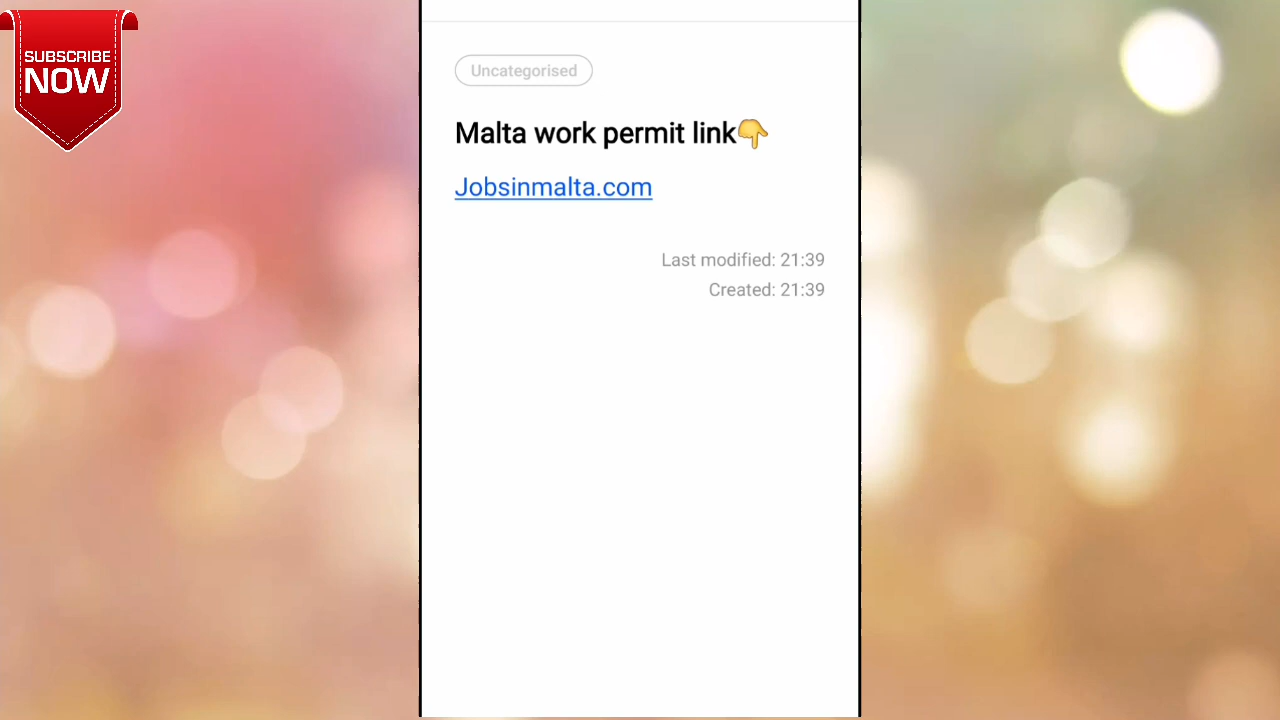 SUBSCRIBE
NOW
Uncategorised
Malta work permit link👇
Jobsinmalta.com
Last modified: 21:39
Created: 21:39